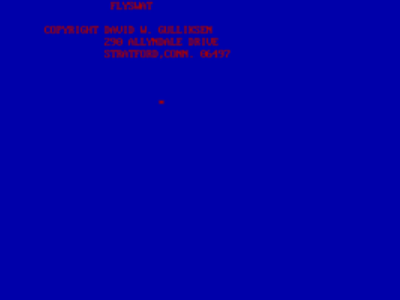 FLYSWAT
COPYRIGHT DAVID W. GULLIKSEN
290 ALLYNDALE DRIVE
STRATFORD,CONN. 06497